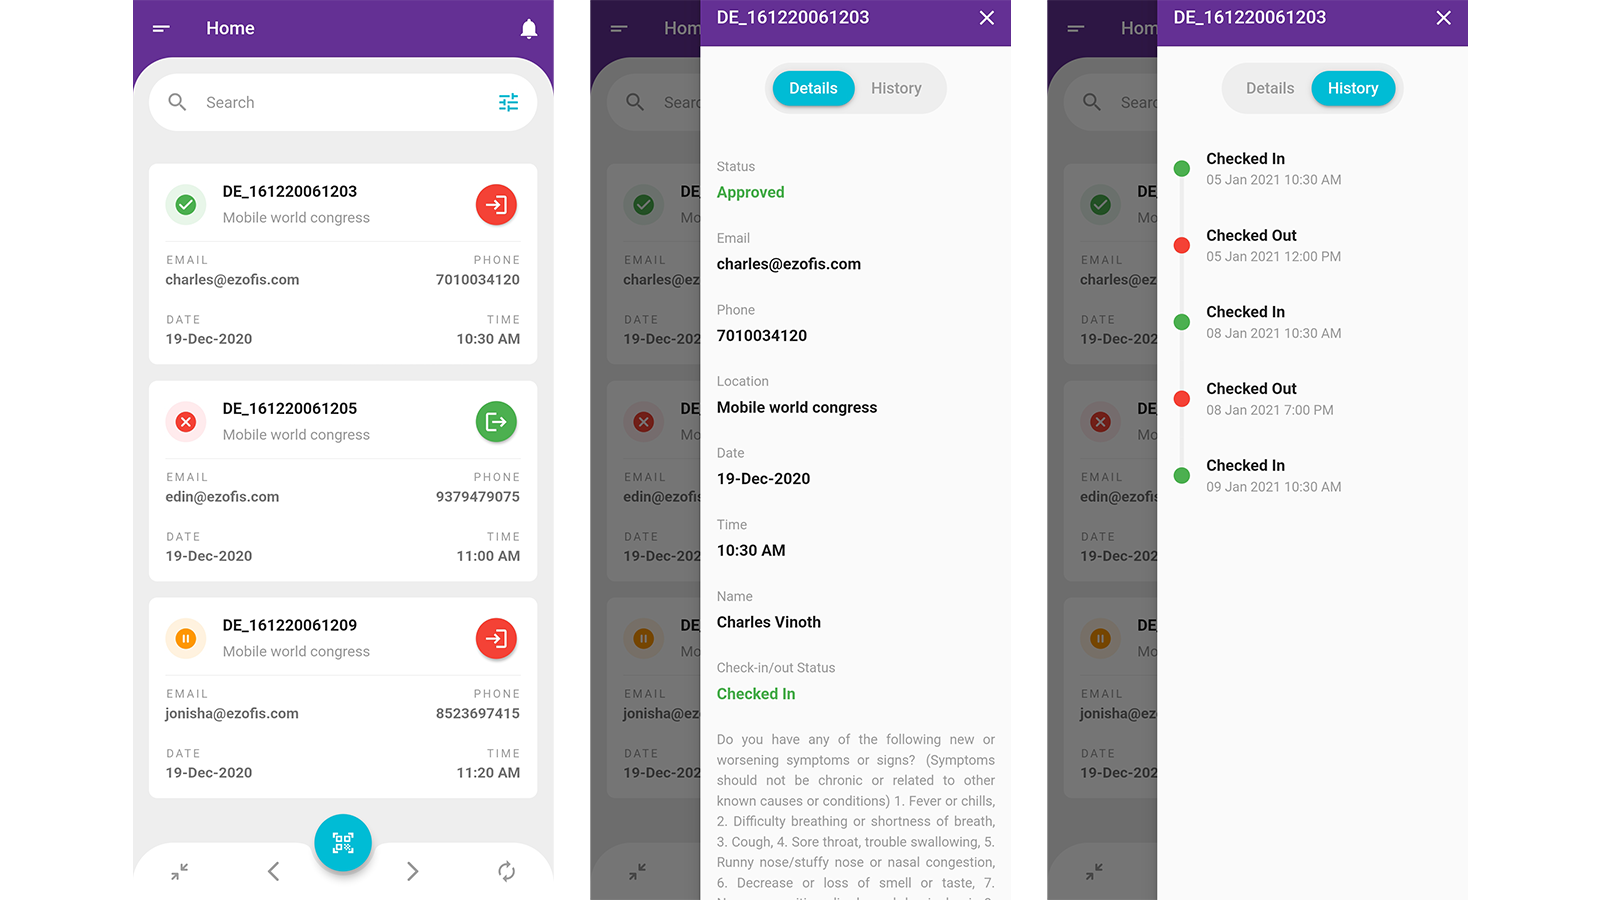 Home
Search
DE_161220061203
Mobile world congress
EMAIL PHONE
charles@ezofis.com 7010034120
DATE TIME
19-Dec-2020 10:30 AM
DE_161220061205
Mobile world congress
EMAIL PHONE
edin@ezofis.com 9379479075
DATE TIME
19-Dec-2020 11:00 AM
DE_161220061209
Mobile world congress
EMAIL PHONE
jonisha@ezofis.com 8523697415
DATE TIME
19-Dec-2020 11:20 AM
Hom
Searc
DE_
Mo
EMAIL
charles@ez
DATE
19-Dec-202
DE_
Mo
EMAIL
edin@ezofis
DATE
19-Dec-202
DE_
Mo
EMAIL
jonisha@ezo
DATE
19-Dec-202
DE_161220061203
Details History
Status
Approved
Email
charles@ezofis.com
Phone
7010034120
Location
Mobile world congress
Date
19-Dec-2020
Time
10:30 AM
Name
Charles Vinoth
Check-in/out Status
Checked In
Do you have any of the following new or
worsening symptoms or signs? (Symptoms
should not be chronic or related to other
known causes or conditions) 1. Fever or chills,
2. Difficulty breathing or shortness of breath,
3. Cough, 4. Sore throat, trouble swallowing, 5.
Runny nose/stuffy nose or nasal congestion,
6. Decrease or loss of smell or taste, 7.
Hom
Searc
DE_
Mo
EMAIL
charles@ez
DATE
19-Dec-202
DE_
Mo
EMAIL
edin@ezofis
DATE
19-Dec-202
DE_
Mo
EMAIL
jonisha@ez
DATE
19-Dec-202
DE_161220061203
Details History
Checked In
05 Jan 2021 10:30 AM
Checked Out
05 Jan 2021 12:00 PM
Checked In
08 Jan 2021 10:30 AM
Checked Out
08 Jan 2021 7:00 PM
Checked In
09 Jan 2021 10:30 AM